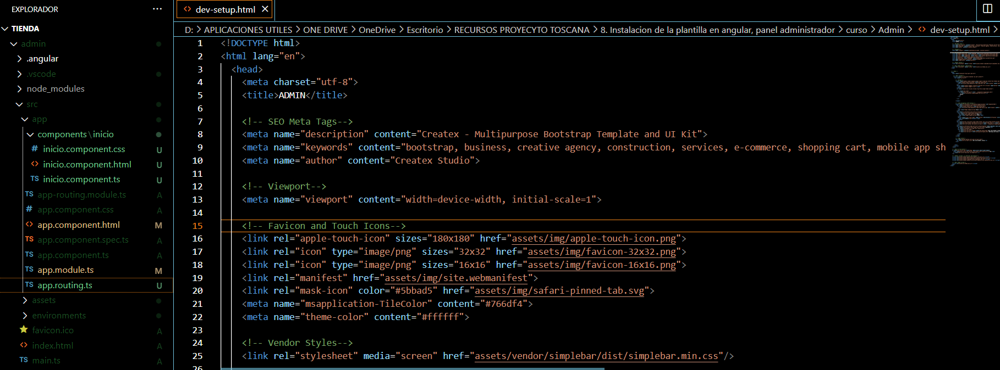 EXPLORADOR ···
TIENDA
admin
.angular
.vscode
node_modules
src
app
components\inicio
# inicio.component.css U
<> inicio.component.html U
TS inicio.component.ts U
TS app-routing.module.ts A
# app.component.css A
<> app.component.html M
TS app.component.spec.ts A
TS app.component.ts A
TS app.module.ts M
TS app.routing.ts U
assets
environments
favicon.ico A
<> index.html A
TS main.ts A
<> dev-setup.html ×
D: > APLICACIONES UTILES > ONE DRIVE > OneDrive > Escritorio > RECURSOS PROYECYTO TOSCANA > 8. Instalacion de la plantilla en angular, panel administrador > curso > Admin > <> dev-setup.html >
1 <!DOCTYPE html>
2 <html lang="en">
3 <head>
4 <meta charset="utf-8">
5 <title>ADMIN</title>
6
7 <!-- SEO Meta Tags-->
8 <meta name="description" content="Createx - Multipurpose Bootstrap Template and UI Kit">
9 <meta name="keywords" content="bootstrap, business, creative agency, construction, services, e-commerce, shopping cart, mobile app sh
10 <meta name="author" content="Createx Studio">
11
12 <!-- Viewport-->
13 <meta name="viewport" content="width=device-width, initial-scale=1">
14
15 <!-- Favicon and Touch Icons-->
16 <link rel="apple-touch-icon" sizes="180x180" href="assets/img/apple-touch-icon.png">
17 <link rel="icon" type="image/png" sizes="32x32" href="assets/img/favicon-32x32.png">
18 <link rel="icon" type="image/png" sizes="16x16" href="assets/img/favicon-16x16.png">
19 <link rel="manifest" href="assets/img/site.webmanifest">
20 <link rel="mask-icon" color="#5bbad5" href="assets/img/safari-pinned-tab.svg">
21 <meta name="msapplication-TileColor" content="#766df4">
22 <meta name="theme-color" content="#ffffff">
23
24 <!-- Vendor Styles-->
25 <link rel="stylesheet" media="screen" href="assets/vendor/simplebar/dist/simplebar.min.css"/>
26